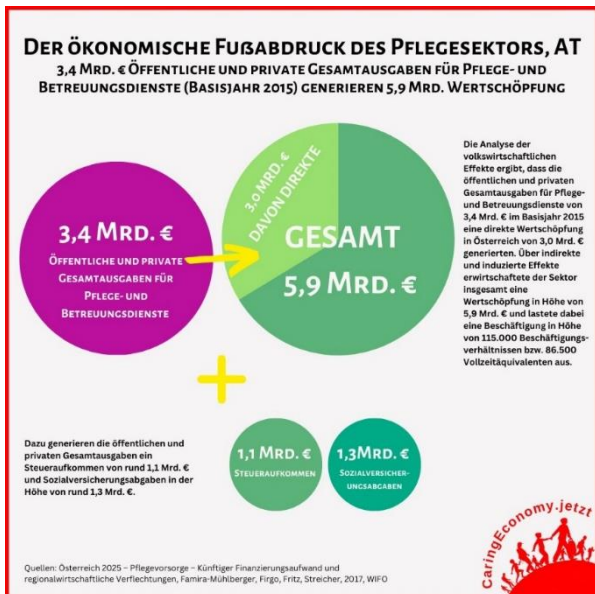 DER ÖKONOMISCHE FUßABDRUCK DES PFLEGESEKTORS, AT
3,4 MRD. € ÖFFENTLICHE UND PRIVATE GESAMTAUSGABEN FÜR PFLEGE- UND
BETREUUNGSDIENSTE (BASISJAHR 2015) GENERIEREN 5,9 MRD. WERTSCHÖPFUNG
3,4 MRD. €
ÖFFENTLICHE UND PRIVATE
GESAMTAUSGABEN FÜR
PFLEGE- UND
BETREUUNGSDIENSTE
3,0 MRD. €
DAVON DIREKTE
GESAMT
5,9 MRD. €
Die Analyse der
volkswirtschaftlichen
Effekte ergibt, dass die
öffentlichen und privaten
Gesamtausgaben für Pflege-
und Betreuungsdienste von
3,4 Mrd. € im Basisjahr 2015
eine direkte Wertschöpfung
in Österreich von 3,0 Mrd. €
generierten. Über indirekte
und induzierte Effekte
erwirtschaftete der Sektor
insgesamt eine
Wertschöpfung in Höhe von
5,9 Mrd. € und lastete dabei
eine Beschäftigung in Höhe
von 115.000 Beschäftigungs-
verhältnissen bzw. 86.500
Vollzeitäquivalenten aus.
Dazu generieren die öffentlichen und
privaten Gesamtausgaben ein
Steueraufkommen von rund 1,1 Mrd. €
und Sozialversicherungsabgaben in der
Höhe von rund 1,3 Mrd. €.
1,1 MRD. €
STEUERAUFKOMMEN
1,3MRD. €
SOZIALVERSICHER-
UNGSABGABEN
CaringEconomy.jetzt
Quellen: Österreich 2025 – Pflegevorsorge – Künftiger Finanzierungsaufwand und
regionalwirtschaftliche Verflechtungen, Famira-Mühlberger, Firgo, Fritz, Streicher, 2017, WIFO